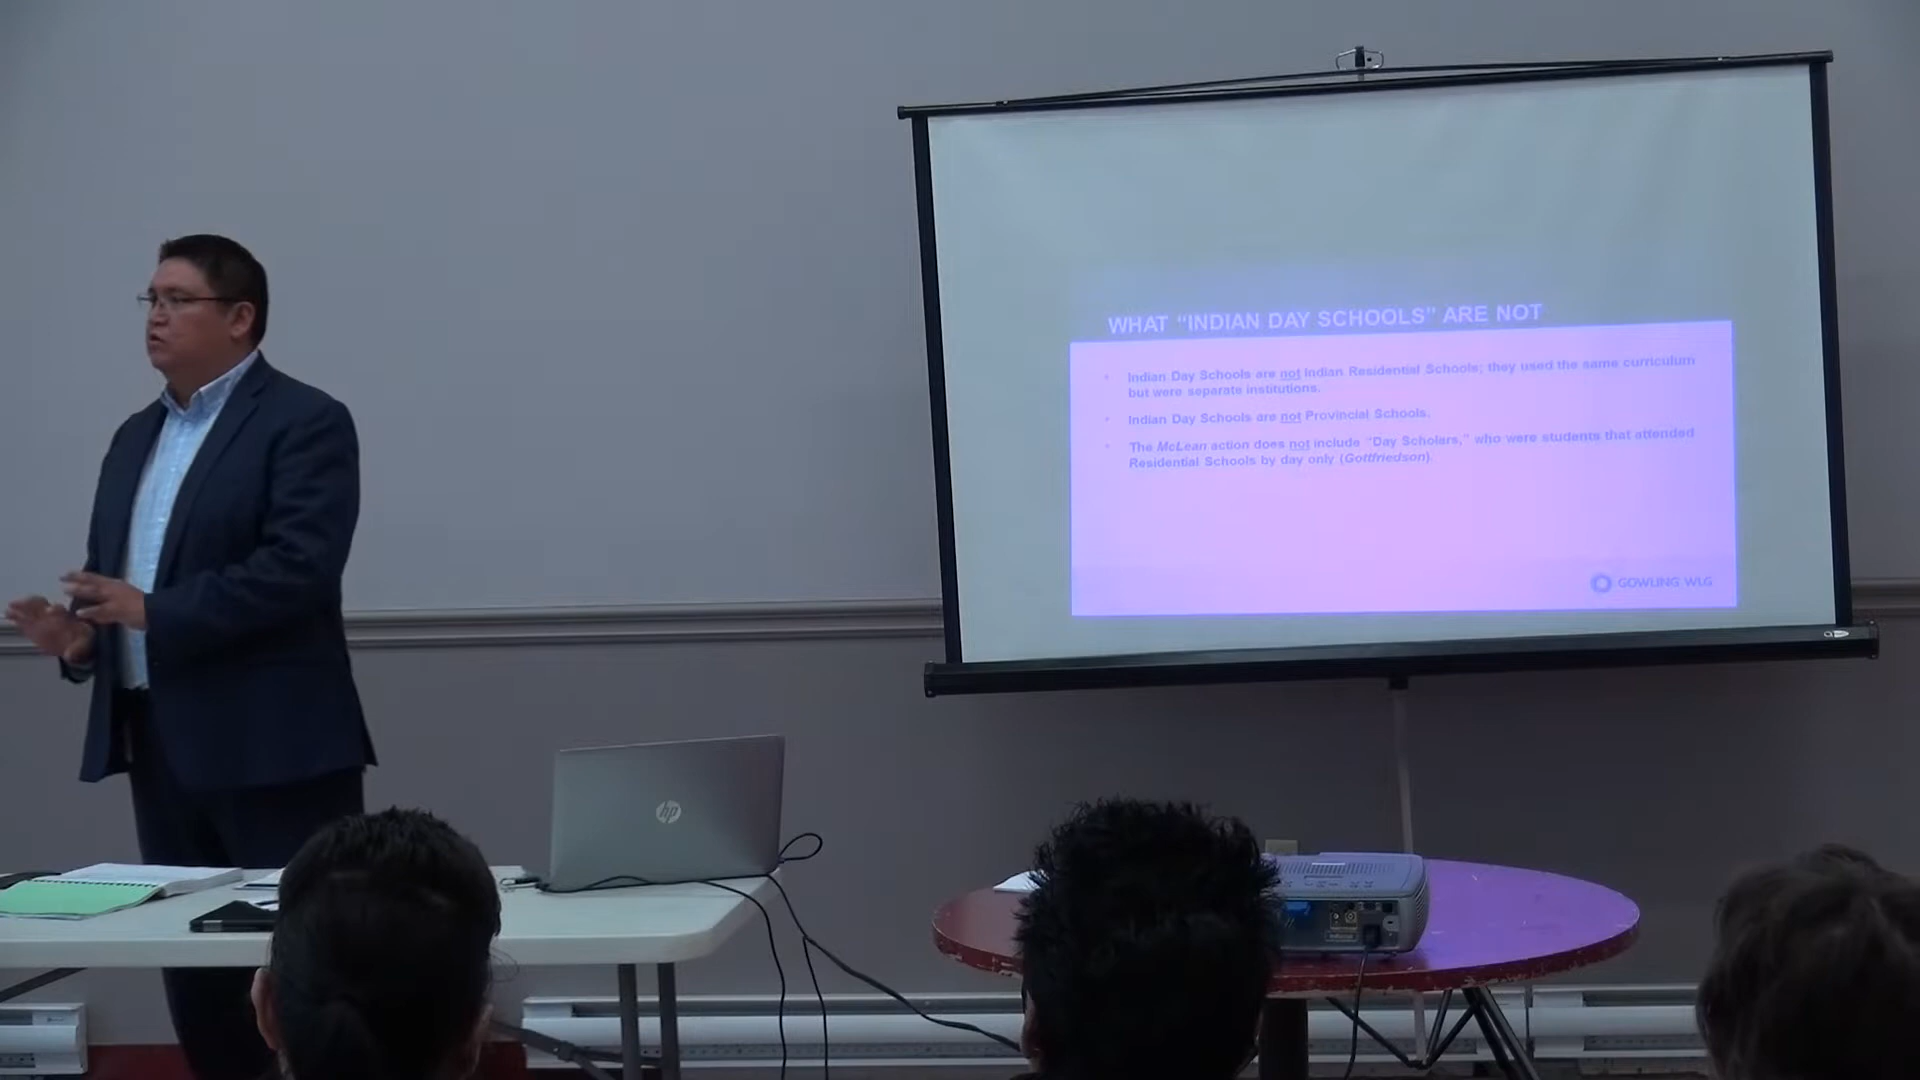 WHAT “INDIAN DAY SCHOOLS” ARE NOT
• Indian Day Schools are not Indian Residential Schools; they used the same curriculum
but were separate institutions.
• Indian Day Schools are not Provincial Schools.
• The McLean action does not include “Day Scholars,” who were students that attended
Residential Schools by day only (Gottfriedson).
GOWLING WLG
hp